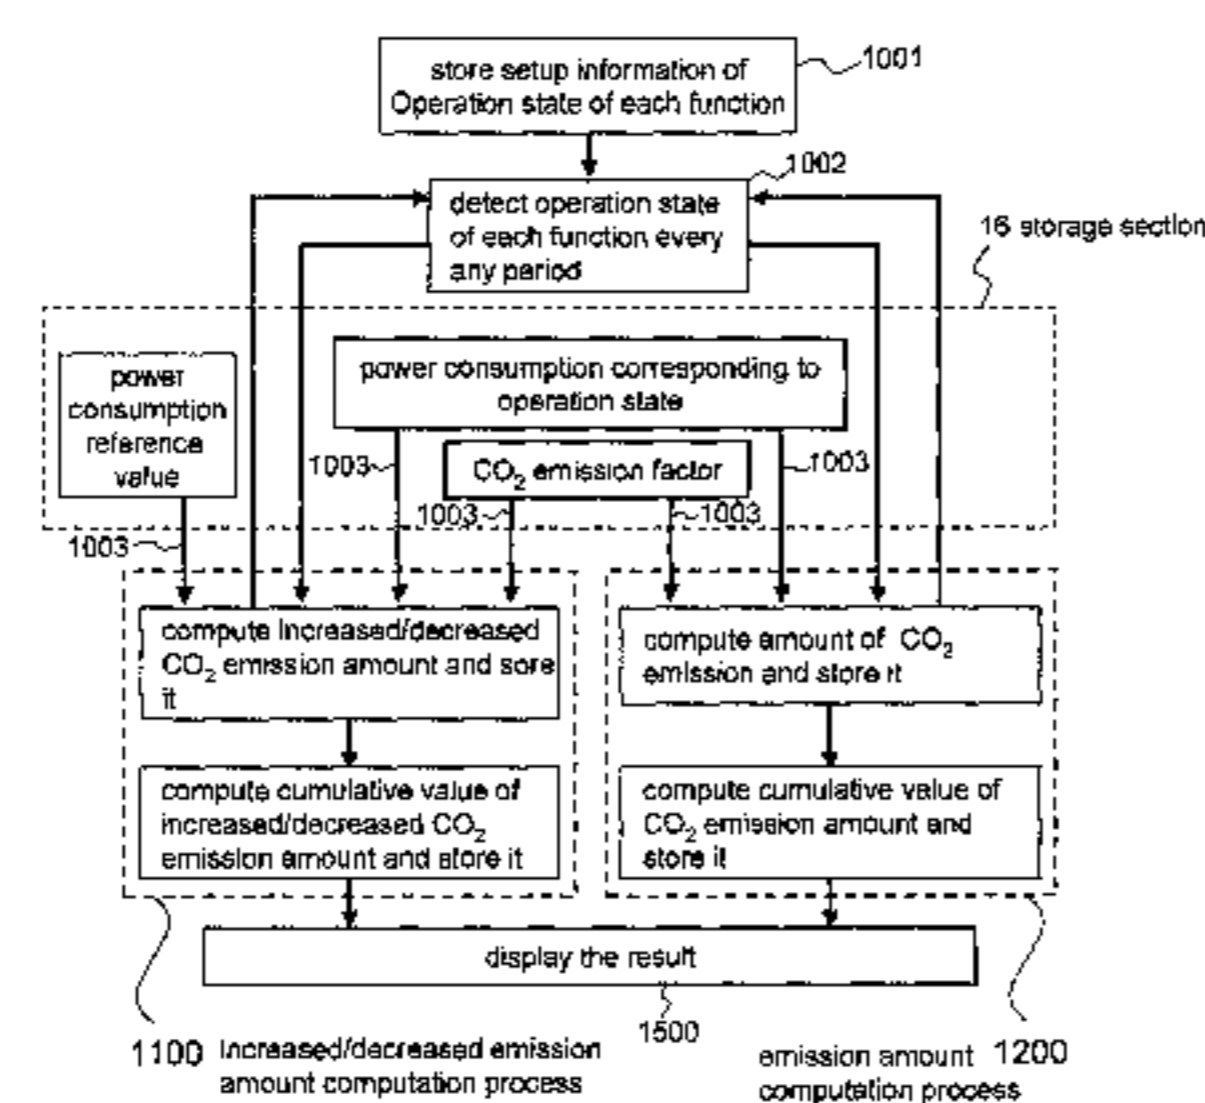 store setup information of
Operation state of each function
1001
1002
detect operation state
of each function every
any period
16 storage section
power
consumption
reference
value
power consumption corresponding to
operation state
1003
CO₂ emission factor
1003
1003
1003
1003
compute increased/decreased
CO₂ emission amount and sore
it
compute amount of CO₂
emission and store it
compute cumulative value of
increased/decreased CO₂
emission amount and store it
compute cumulative value of
CO₂ emission amount and
store it
display the result
1500
1100 Increased/decreased emission
amount computation process
emission amount 1200
computation process